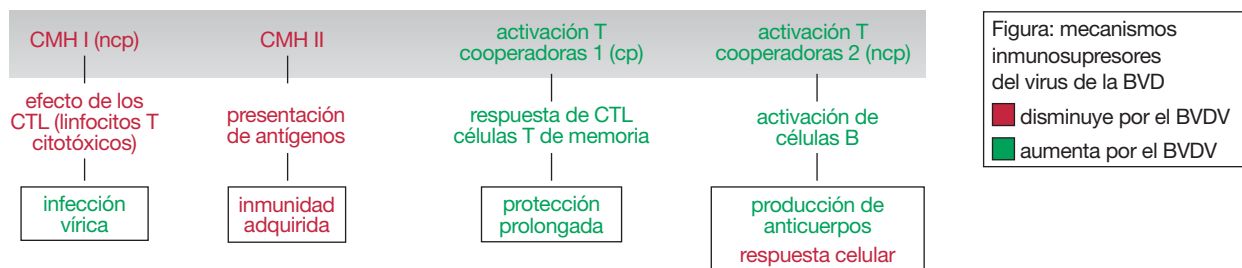 CMH I (ncp)
efecto de los
CTL (linfocitos T
citotóxicos)
infección
vírica
CMH II
presentación
de antígenos
inmunidad
adquirida
activación T
cooperadoras 1 (cp)
respuesta de CTL
células T de memoria
protección
prolongada
activación T
cooperadoras 2 (ncp)
activación de
células B
producción de
anticuerpos
respuesta celular
Figura: mecanismos
inmunosupresores
del virus de la BVD
disminuye por el BVDV
aumenta por el BVDV